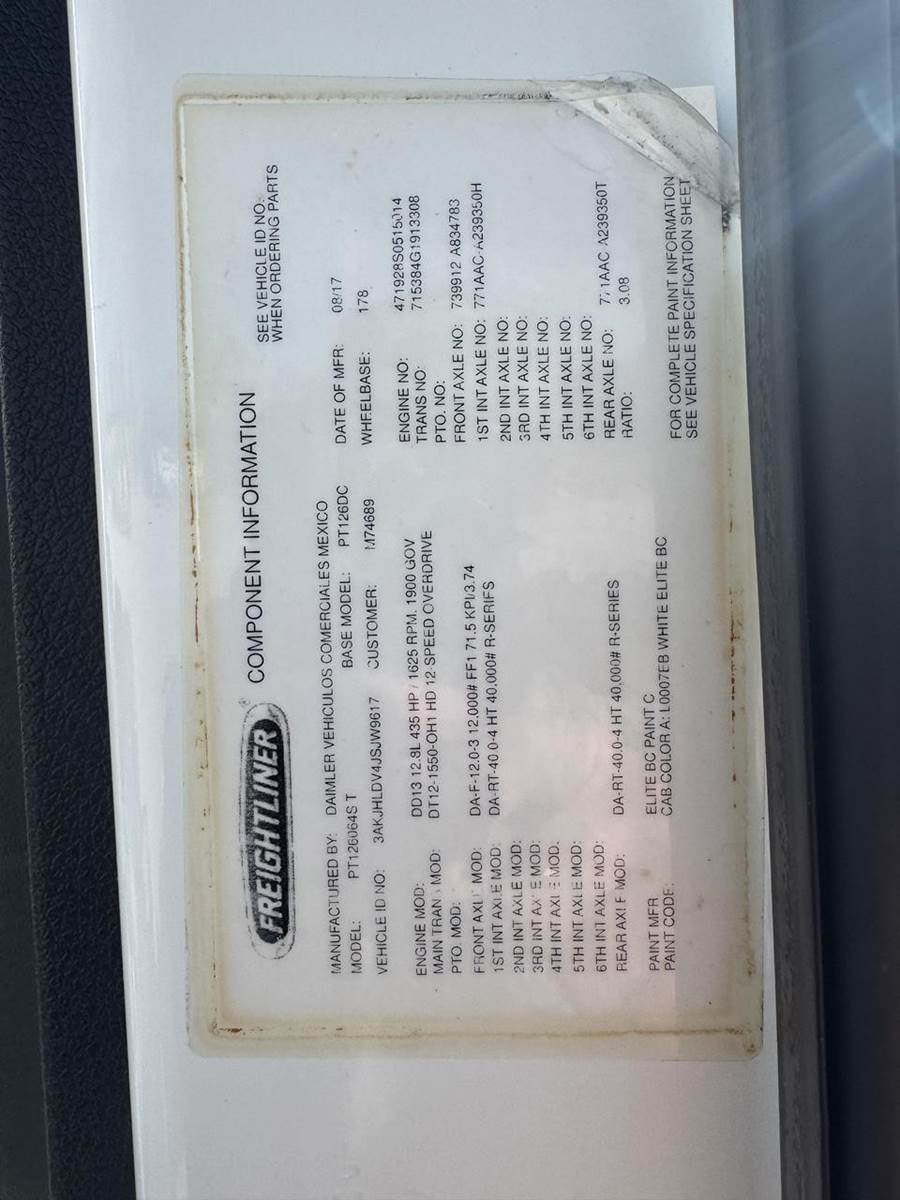 FREIGHTLINER® COMPONENT INFORMATION
SEE VEHICLE ID NO.
WHEN ORDERING PARTS
MANUFACTURED BY: DAIMLER VEHICULOS COMERCIALES MEXICO DATE OF MFR: 08/17
MODEL: PT126064S T BASE MODEL: PT126DC WHEELBASE: 178
VEHICLE ID NO: 3AKJHLDV4JSJW9617 CUSTOMER: M74689
ENGINE MOD: DD13 12.8L 435 HP / 1625 RPM, 1900 GOV ENGINE NO: 471928S0515014
MAIN TRANS MOD: DT12-1550-OH1 HD 12-SPEED OVERDRIVE TRANS NO: 715384G1913308
PTO. MOD: PTO. NO:
FRONT AXLE MOD: DA-F-12.0-3 12,000# FF1 71.5 KPI/3.74 FRONT AXLE NO: 739912 A834783
1ST INT AXLE MOD: DA-RT-40.0-4 HT 40,000# R-SERIES 1ST INT AXLE NO: 771AAC-A239350H
2ND INT AXLE MOD: 2ND INT AXLE NO:
3RD INT AXLE MOD: 3RD INT AXLE NO:
4TH INT AXLE MOD: 4TH INT AXLE NO:
5TH INT AXLE MOD: 5TH INT AXLE NO:
6TH INT AXLE MOD: 6TH INT AXLE NO:
REAR AXLE MOD: DA-RT-40.0-4 HT 40,000# R-SERIES REAR AXLE NO: 771AAC A239350T
RATIO: 3.08
PAINT MFR ELITE BC PAINT C FOR COMPLETE PAINT INFORMATION
PAINT CODE: CAB COLOR A: L0007EB WHITE ELITE BC SEE VEHICLE SPECIFICATION SHEET